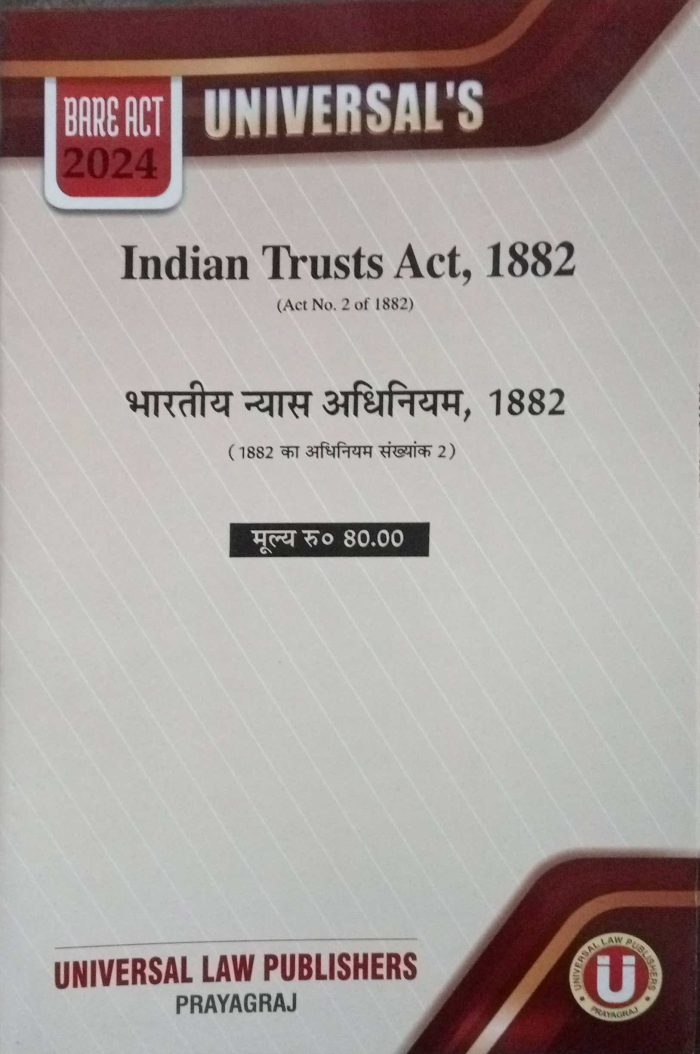 BARE ACT
2024
UNIVERSAL'S
Indian Trusts Act, 1882
(Act No. 2 of 1882)
भारतीय न्यास अधिनियम, 1882
( 1882 का अधिनियम संख्यांक 2 )
मूल्य रु० 80.00
UNIVERSAL LAW PUBLISHERS
PRAYAGRAJ
UNIVERSAL LAW PUBLISHERS
U
PRAYAGRAJ